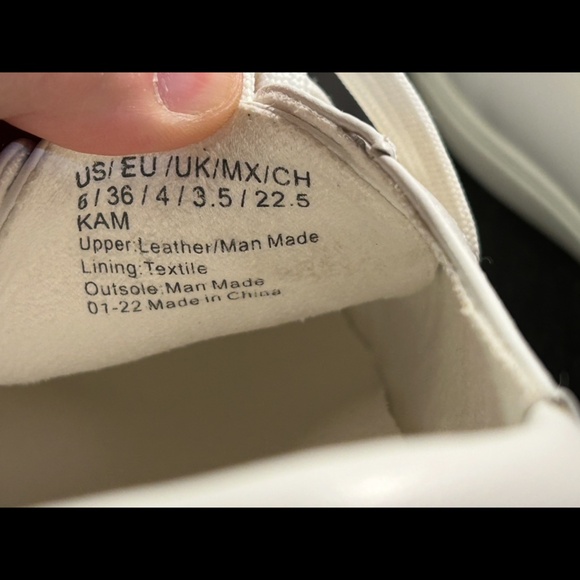 US/EU/UK/MX/CH
6/36/4/3.5/22.5
KAM
Upper:Leather/Man Made
Lining:Textile
Outsole:Man Made
01-22 Made in China